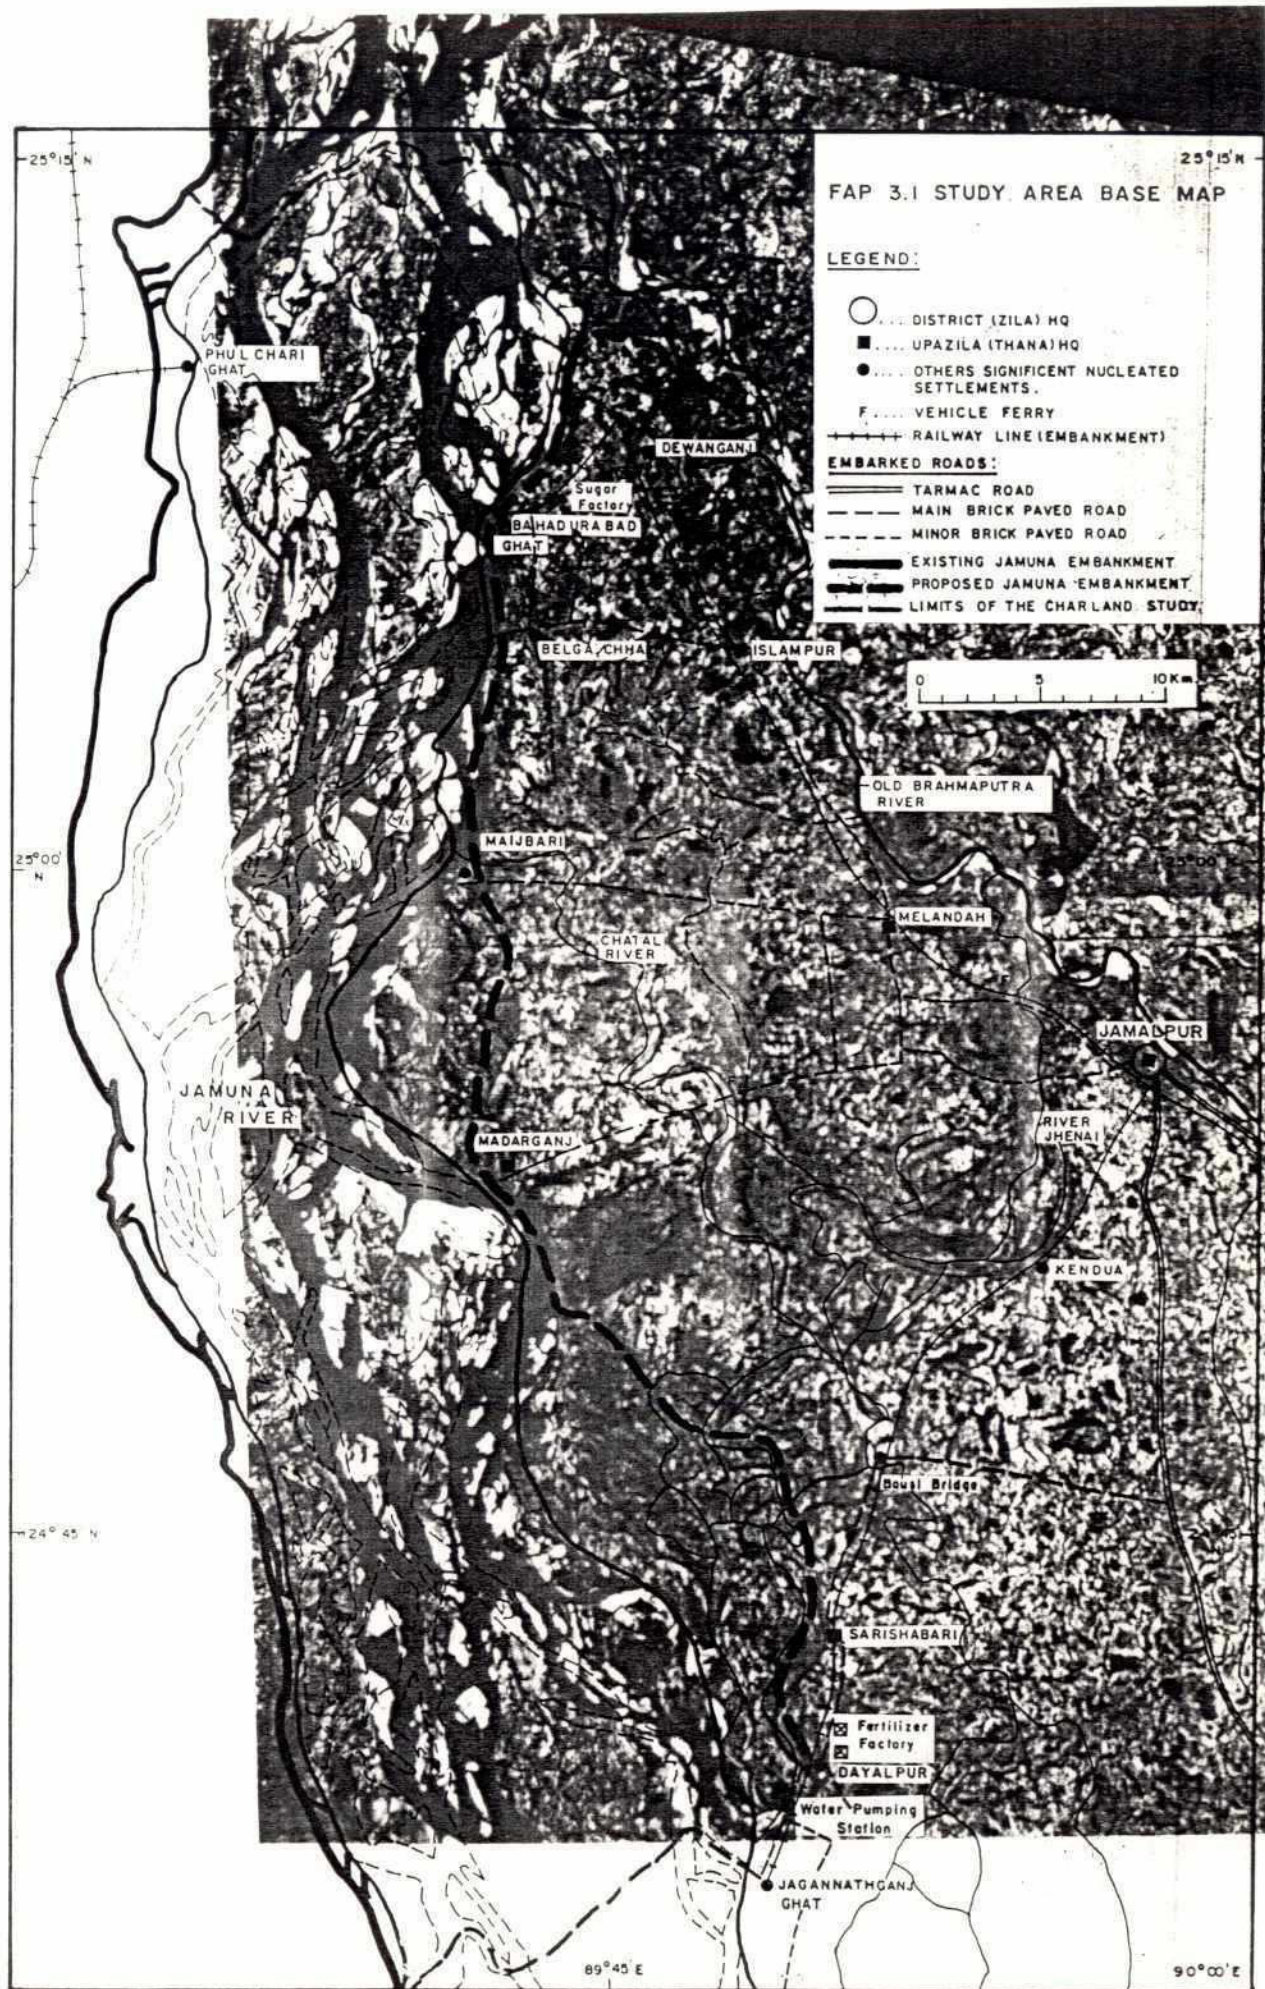 25°15' N
25°15' N
FAP 3.1 STUDY AREA BASE MAP
LEGEND:
DISTRICT (ZILA) HQ
UPAZILA (THANA) HQ
OTHERS SIGNIFICENT NUCLEATED
SETTLEMENTS.
F .... VEHICLE FERRY
RAILWAY LINE (EMBANKMENT)
EMBARKED ROADS:
TARMAC ROAD
MAIN BRICK PAVED ROAD
MINOR BRICK PAVED ROAD
EXISTING JAMUNA EMBANKMENT
PROPOSED JAMUNA EMBANKMENT
LIMITS OF THE CHARLAND STUDY
PHULCHARI
GHAT
DEWANGANJ
Sugar
Factory
BAHADURABAD
GHAT
BELGACHHA
ISLAMPUR
0 5 10 Km.
OLD BRAHMAPUTRA
RIVER
MAIJBARI
25°00'
N
25°00' N
MELANDAH
CHATAL
RIVER
JAMALPUR
JAMUNA
RIVER
MADARGANJ
RIVER
JHENAI
KENDUA
Bousi Bridge
24°45' N
SARISHABARI
Fertilizer
Factory
DAYALPUR
Water Pumping
Station
JAGANNATHGANJ
GHAT
89°45' E
90°00' E